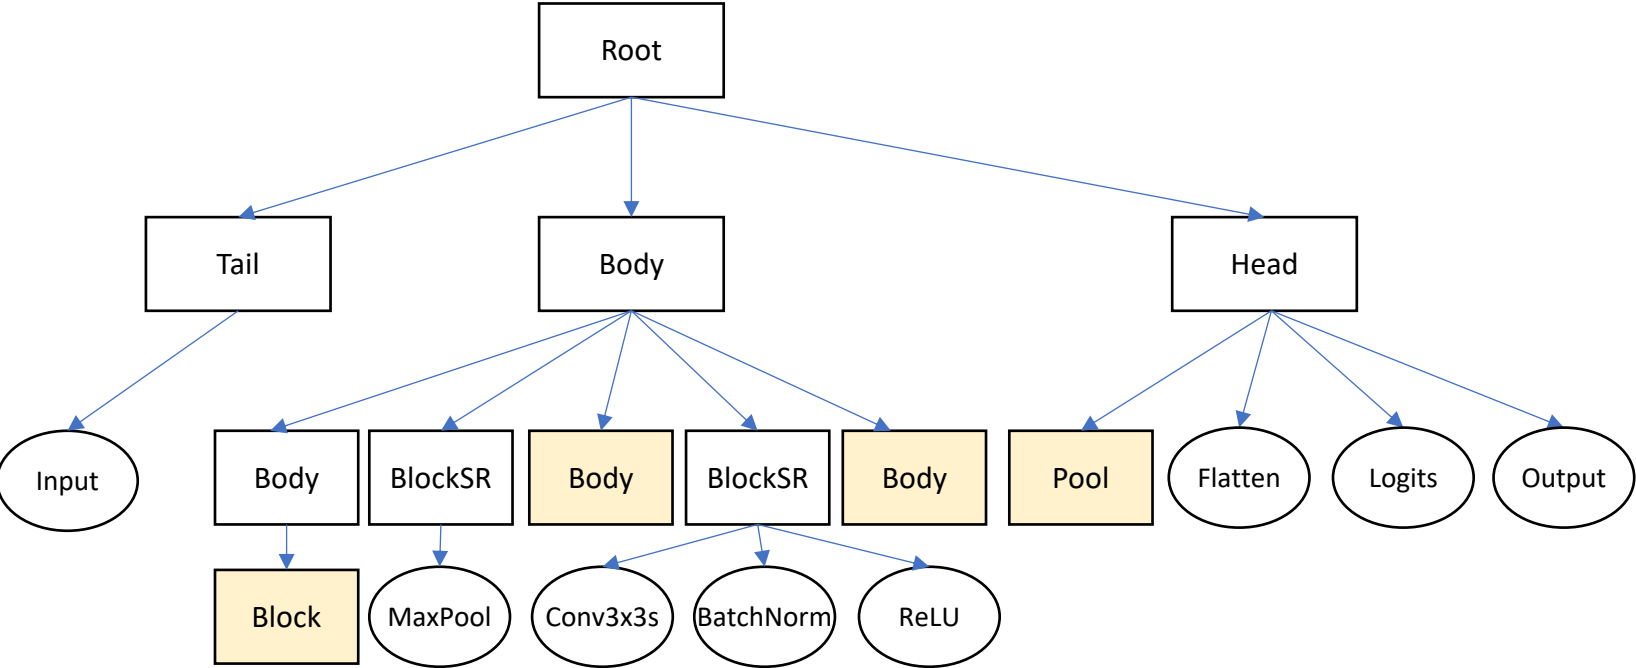 Root
Tail
Body
Head
Input
Body
BlockSR
Body
BlockSR
Body
Pool
Flatten
Logits
Output
Block
MaxPool
Conv3x3s
BatchNorm
ReLU